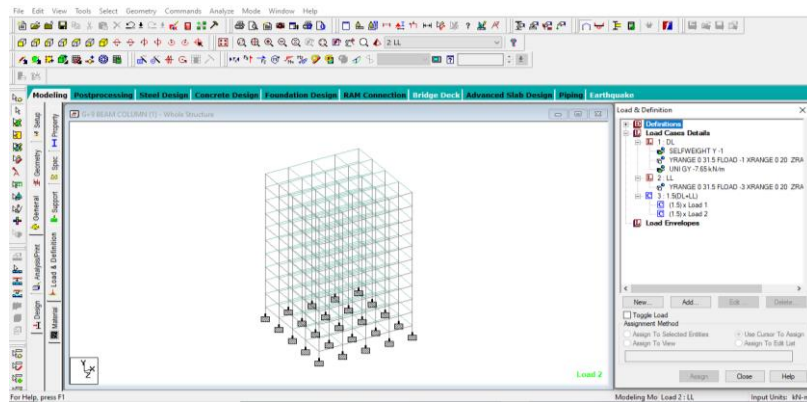 File Edit View Tools Select Geometry Commands Analyze Mode Window Help
2 LL
Modeling Postprocessing Steel Design Concrete Design Foundation Design RAM Connection Bridge Deck Advanced Slab Design Piping Earthquake
Setup
Geometry
General
Analysis/Print
Design
Property
Spec
Support
Load & Definition
Material
G+9 BEAM COLUMN (1) - Whole Structure
Y
X
Z
Load 2
Load & Definition
Definitions
Load Cases Details
1 : DL
SELFWEIGHT Y -1
YRANGE 0 31.5 FLOAD -1 XRANGE 0 20 ZRA
UNI GY -7.65 kN/m
2 : LL
YRANGE 0 31.5 FLOAD -3 XRANGE 0 20 ZRA
3 : 1.5(DL+LL)
(1.5) x Load 1
(1.5) x Load 2
Load Envelopes
New... Add... Edit... Delete...
Toggle Load
Assignment Method
Assign To Selected Entities Use Cursor To Assign
Assign To View Assign To Edit List
Assign Close Help
For Help, press F1
Modeling Mo Load 2 : LL Input Units: kN-m